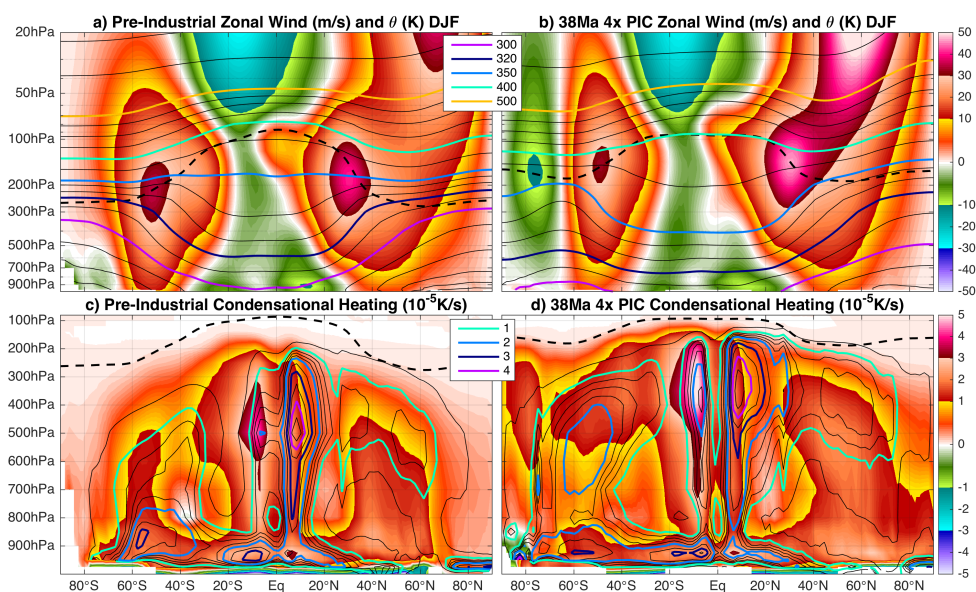 a) Pre-Industrial Zonal Wind (m/s) and θ (K) DJF
b) 38Ma 4x PIC Zonal Wind (m/s) and θ (K) DJF
20hPa
50hPa
100hPa
200hPa
300hPa
500hPa
700hPa
900hPa
300
320
350
400
500
50
40
30
20
10
0
-10
-20
-30
-40
-50
c) Pre-Industrial Condensational Heating (10⁻⁵K/s)
d) 38Ma 4x PIC Condensational Heating (10⁻⁵K/s)
100hPa
200hPa
300hPa
400hPa
500hPa
600hPa
700hPa
800hPa
900hPa
1
2
3
4
5
4
3
2
1
0
-1
-2
-3
-4
-5
80°S 60°S 40°S 20°S Eq 20°N 40°N 60°N 80°N
80°S 60°S 40°S 20°S Eq 20°N 40°N 60°N 80°N